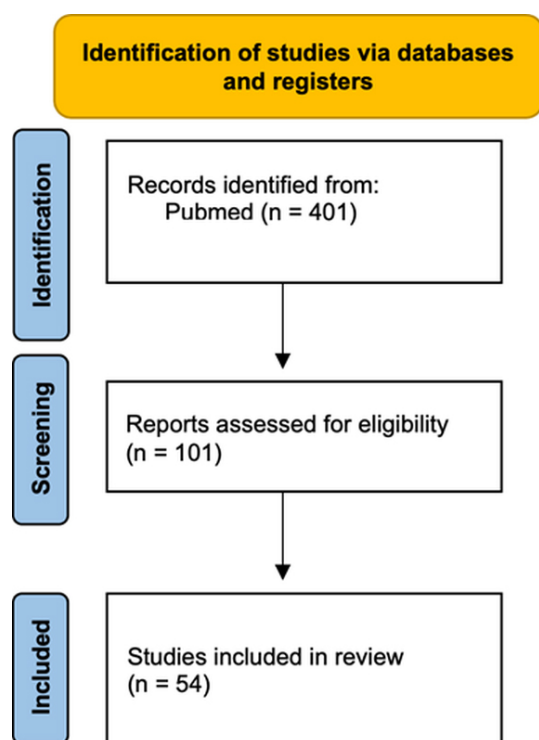 Identification of studies via databases
and registers
Identification
Records identified from:
Pubmed (n = 401)
Screening
Reports assessed for eligibility
(n = 101)
Included
Studies included in review
(n = 54)